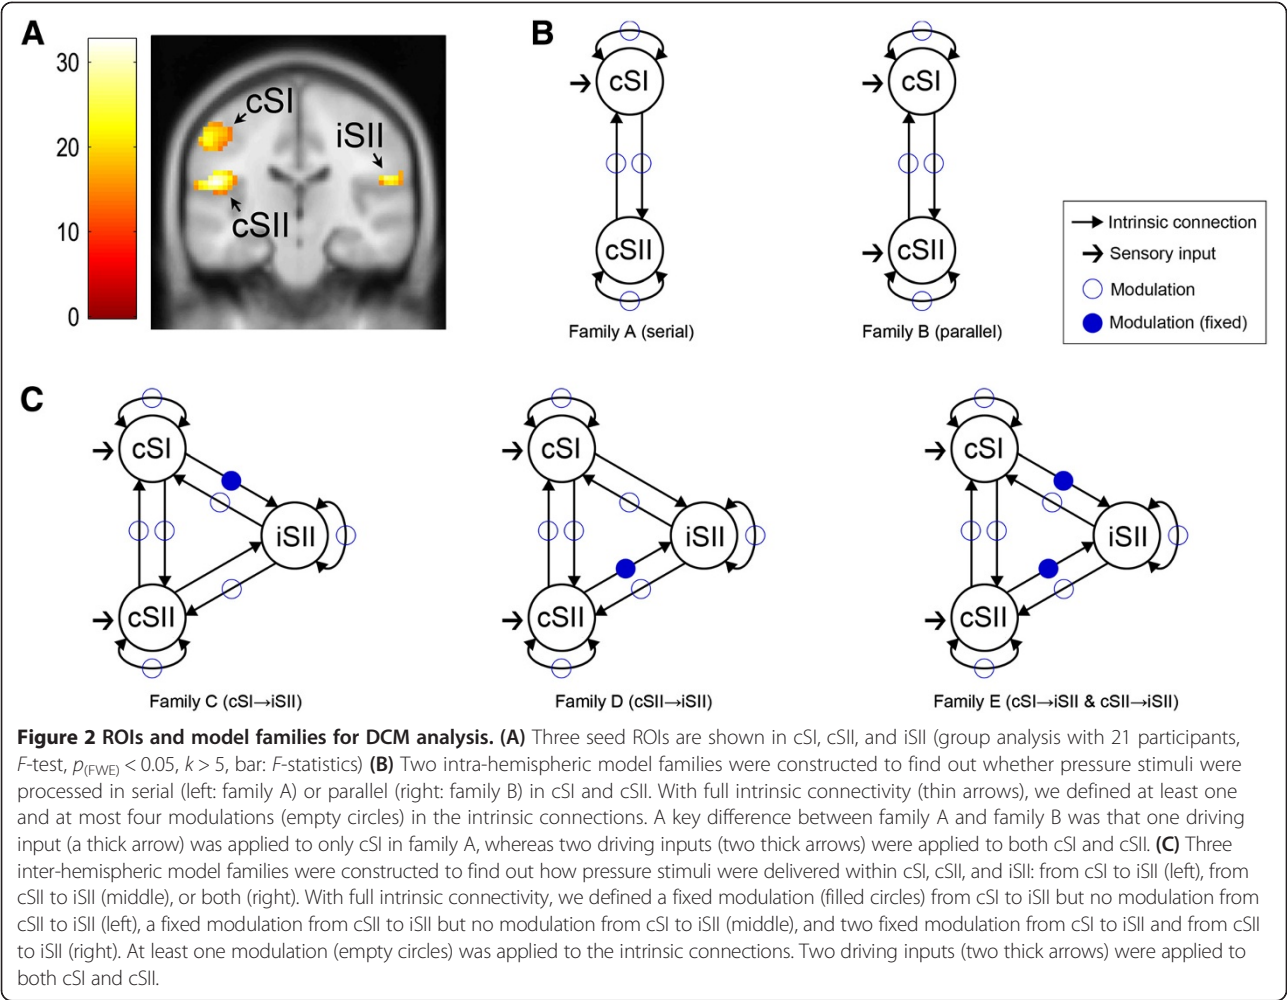 A
B
30
20
10
0
cSI
iSII
cSII
cSI
cSII
Family A (serial)
cSI
cSII
Family B (parallel)
Intrinsic connection
Sensory input
Modulation
Modulation (fixed)
C
cSI
iSII
cSII
Family C (cSI→iSII)
cSI
iSII
cSII
Family D (cSII→iSII)
cSI
iSII
cSII
Family E (cSI→iSII & cSII→iSII)
Figure 2 ROIs and model families for DCM analysis. (A) Three seed ROIs are shown in cSI, cSII, and iSII (group analysis with 21 participants,
F-test, p(FWE) < 0.05, k > 5, bar: F-statistics) (B) Two intra-hemispheric model families were constructed to find out whether pressure stimuli were
processed in serial (left: family A) or parallel (right: family B) in cSI and cSII. With full intrinsic connectivity (thin arrows), we defined at least one
and at most four modulations (empty circles) in the intrinsic connections. A key difference between family A and family B was that one driving
input (a thick arrow) was applied to only cSI in family A, whereas two driving inputs (two thick arrows) were applied to both cSI and cSII. (C) Three
inter-hemispheric model families were constructed to find out how pressure stimuli were delivered within cSI, cSII, and iSII: from cSI to iSII (left), from
cSII to iSII (middle), or both (right). With full intrinsic connectivity, we defined a fixed modulation (filled circles) from cSI to iSII but no modulation from
cSII to iSII (left), a fixed modulation from cSII to iSII but no modulation from cSI to iSII (middle), and two fixed modulation from cSI to iSII and from cSII
to iSII (right). At least one modulation (empty circles) was applied to the intrinsic connections. Two driving inputs (two thick arrows) were applied to
both cSI and cSII.